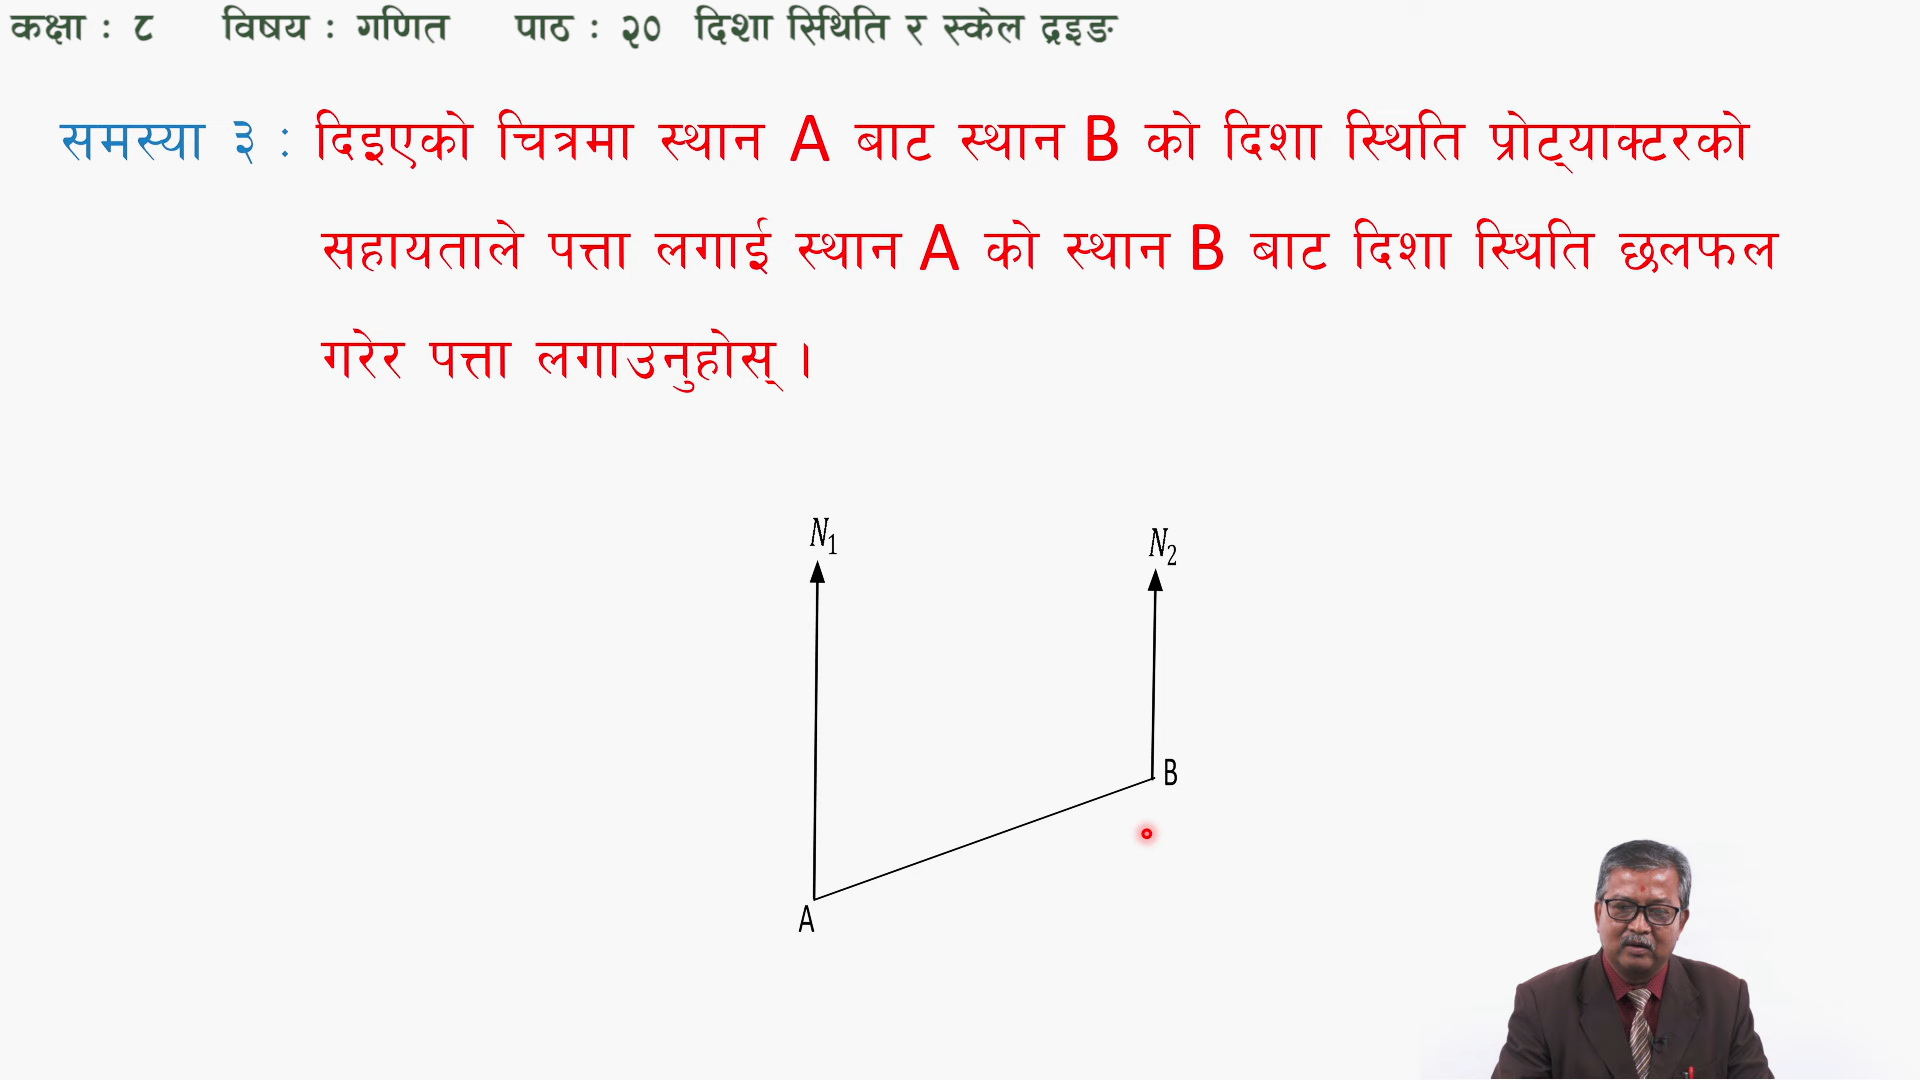 कक्षा : ८ विषय : गणित पाठ : २० दिशा स्थिति र स्केल द्रइङ
समस्या ३ : दिइएको चित्रमा स्थान A बाट स्थान B को दिशा स्थिति प्रोट्याक्टरको
सहायताले पत्ता लगाई स्थान A को स्थान B बाट दिशा स्थिति छलफल
गरेर पत्ता लगाउनुहोस् ।
N₁
N₂
B
A